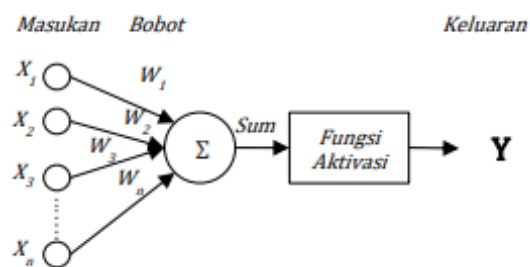 Masukan Bobot Keluaran
X1 W1
X2 W2 Sum Fungsi
Aktivasi Y
Σ
X3 W3
Wn
Xn